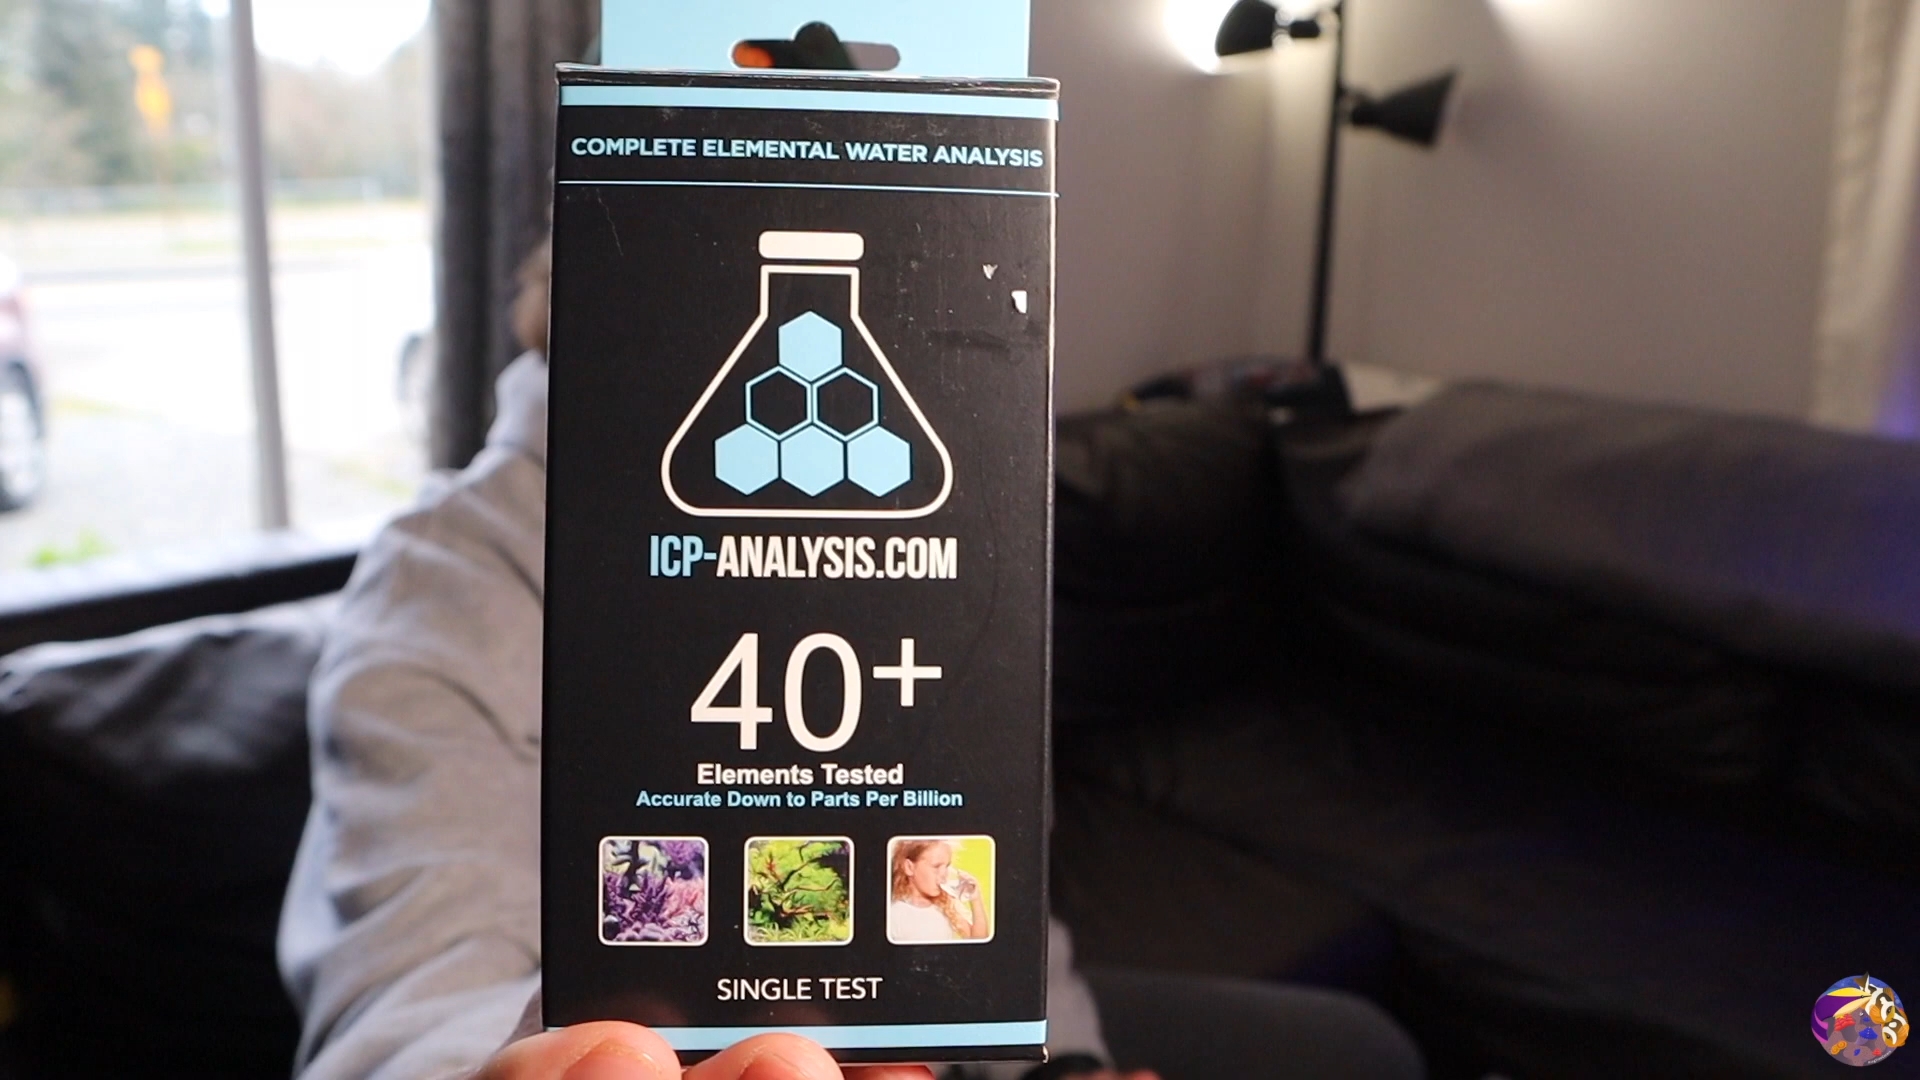 COMPLETE ELEMENTAL WATER ANALYSIS
ICP-ANALYSIS.COM
40+
Elements Tested
Accurate Down to Parts Per Billion
SINGLE TEST